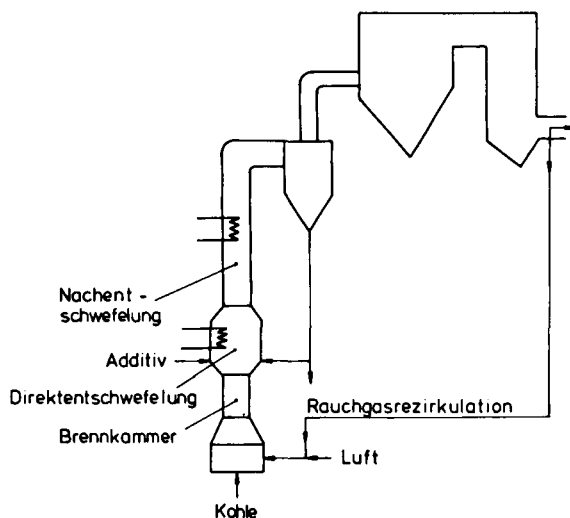 Nachent -
schwefelung
Additiv
Direktentschwefelung
Brennkammer
Rauchgasrezirkulation
Luft
Kohle